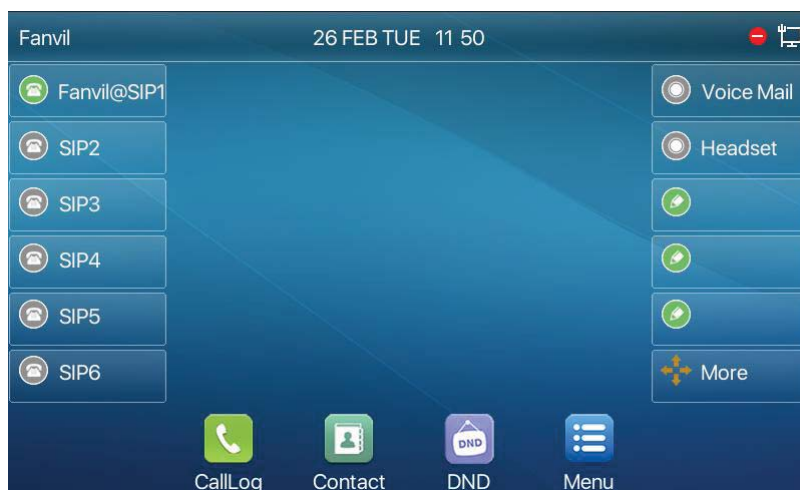 Fanvil 26 FEB TUE 11 50
Fanvil@SIP1 Voice Mail
SIP2 Headset
SIP3
SIP4
SIP5
SIP6 More
DND
CallLog Contact DND Menu